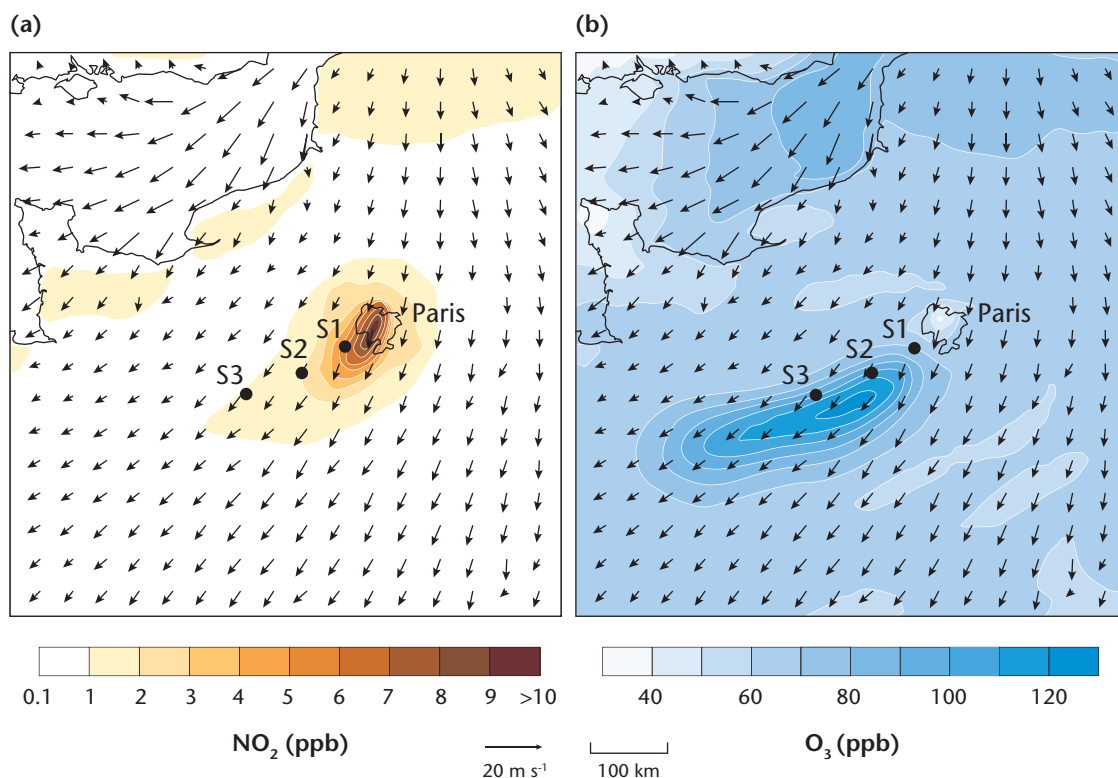 (a)
(b)
Paris
S1
S2
S3
Paris
S1
S2
S3
0.1 1 2 3 4 5 6 7 8 9 >10
40 60 80 100 120
NO₂ (ppb)
20 m s⁻¹
100 km
O₃ (ppb)